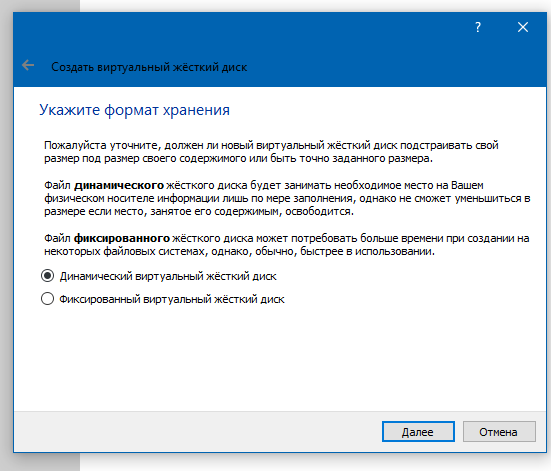 ?
Создать виртуальный жёсткий диск
Укажите формат хранения
Пожалуйста уточните, должен ли новый виртуальный жёсткий диск подстраивать свой
размер под размер своего содержимого или быть точно заданного размера.
Файл динамического жёсткого диска будет занимать необходимое место на Вашем
физическом носителе информации лишь по мере заполнения, однако не сможет уменьшиться в
размере если место, занятое его содержимым, освободится.
Файл фиксированного жёсткого диска может потребовать больше времени при создании на
некоторых файловых системах, однако, обычно, быстрее в использовании.
Динамический виртуальный жёсткий диск
Фиксированный виртуальный жёсткий диск
Далее
Отмена